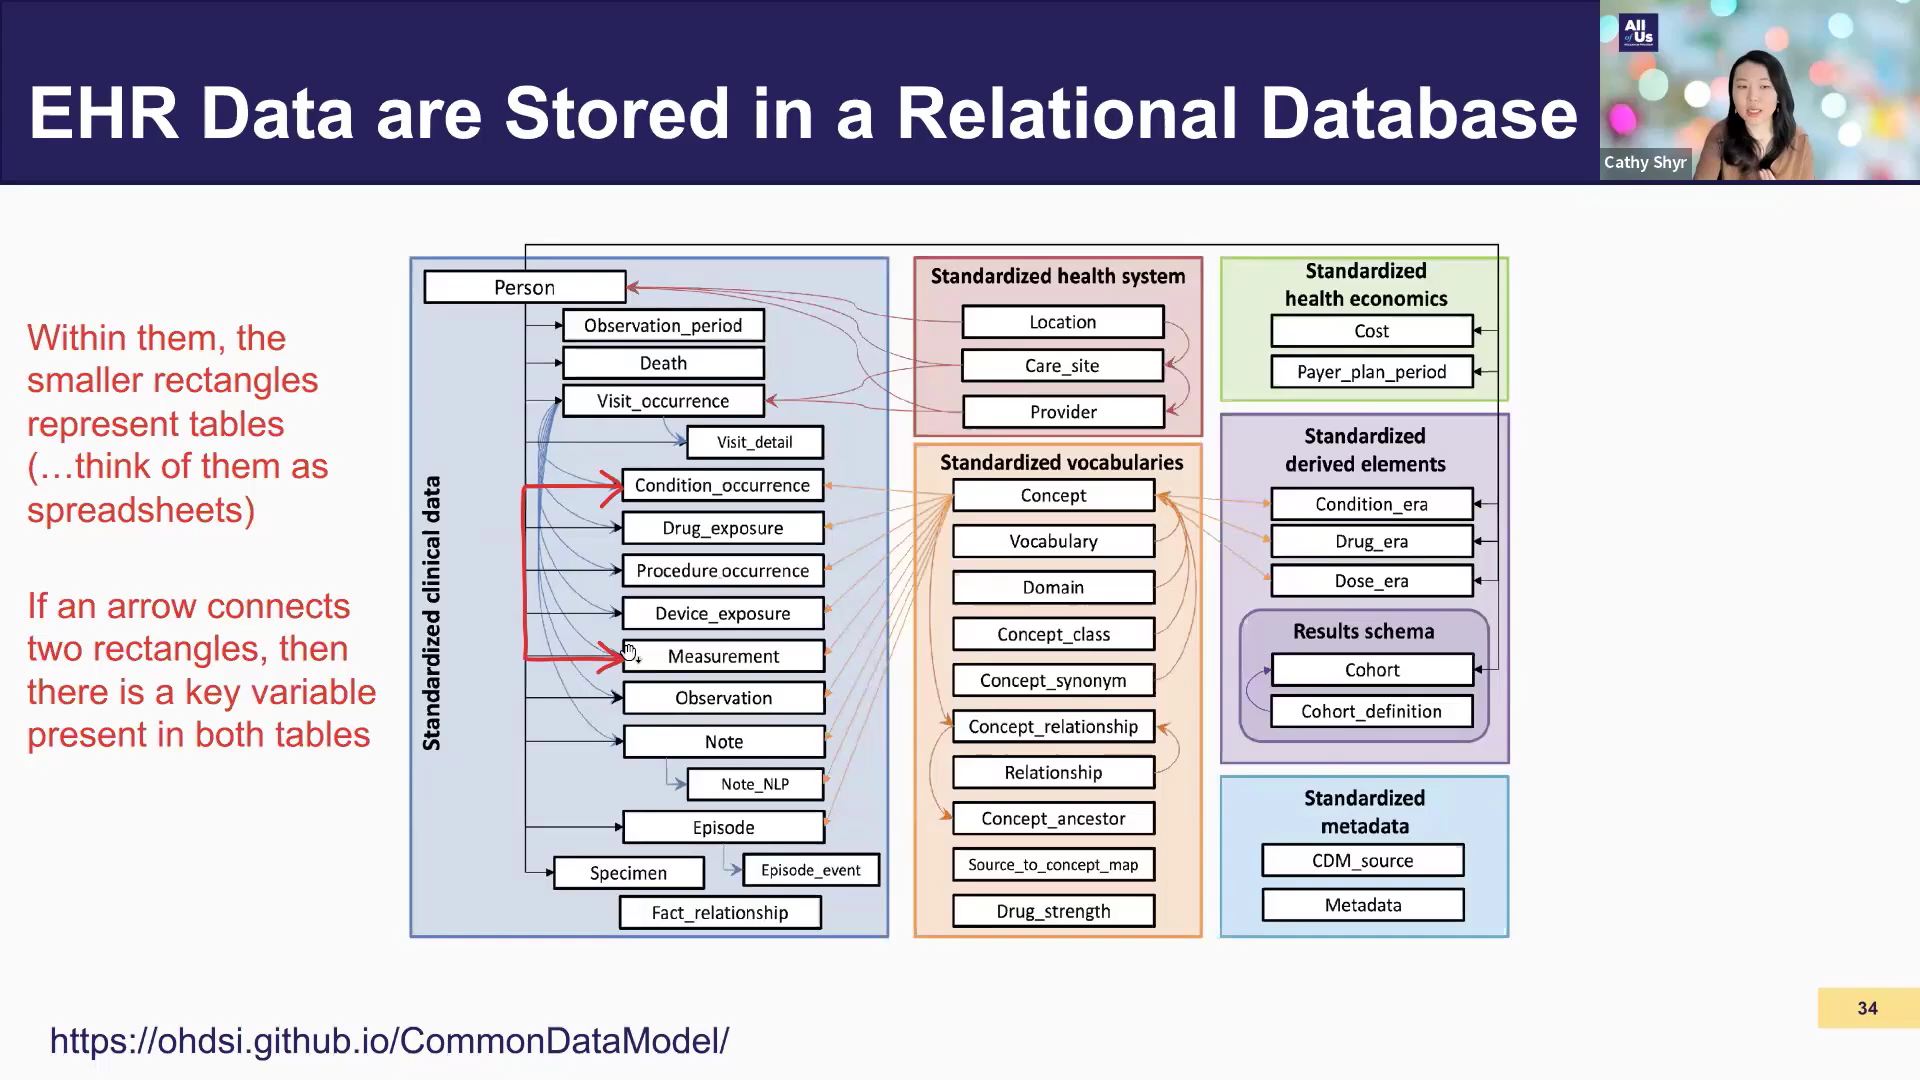 EHR Data are Stored in a Relational Database
All
of Us
Cathy Shyr
Within them, the
smaller rectangles
represent tables
(…think of them as
spreadsheets)
If an arrow connects
two rectangles, then
there is a key variable
present in both tables
Standardized clinical data
Person
Observation_period
Death
Visit_occurrence
Visit_detail
Condition_occurrence
Drug_exposure
Procedure occurrence
Device_exposure
Measurement
Observation
Note
Note_NLP
Episode
Episode_event
Specimen
Fact_relationship
Standardized health system
Location
Care_site
Provider
Standardized vocabularies
Concept
Vocabulary
Domain
Concept_class
Concept_synonym
Concept_relationship
Relationship
Concept_ancestor
Source_to_concept_map
Drug_strength
Standardized
health economics
Cost
Payer_plan_period
Standardized
derived elements
Condition_era
Drug_era
Dose_era
Results schema
Cohort
Cohort_definition
Standardized
metadata
CDM_source
Metadata
34
https://ohdsi.github.io/CommonDataModel/